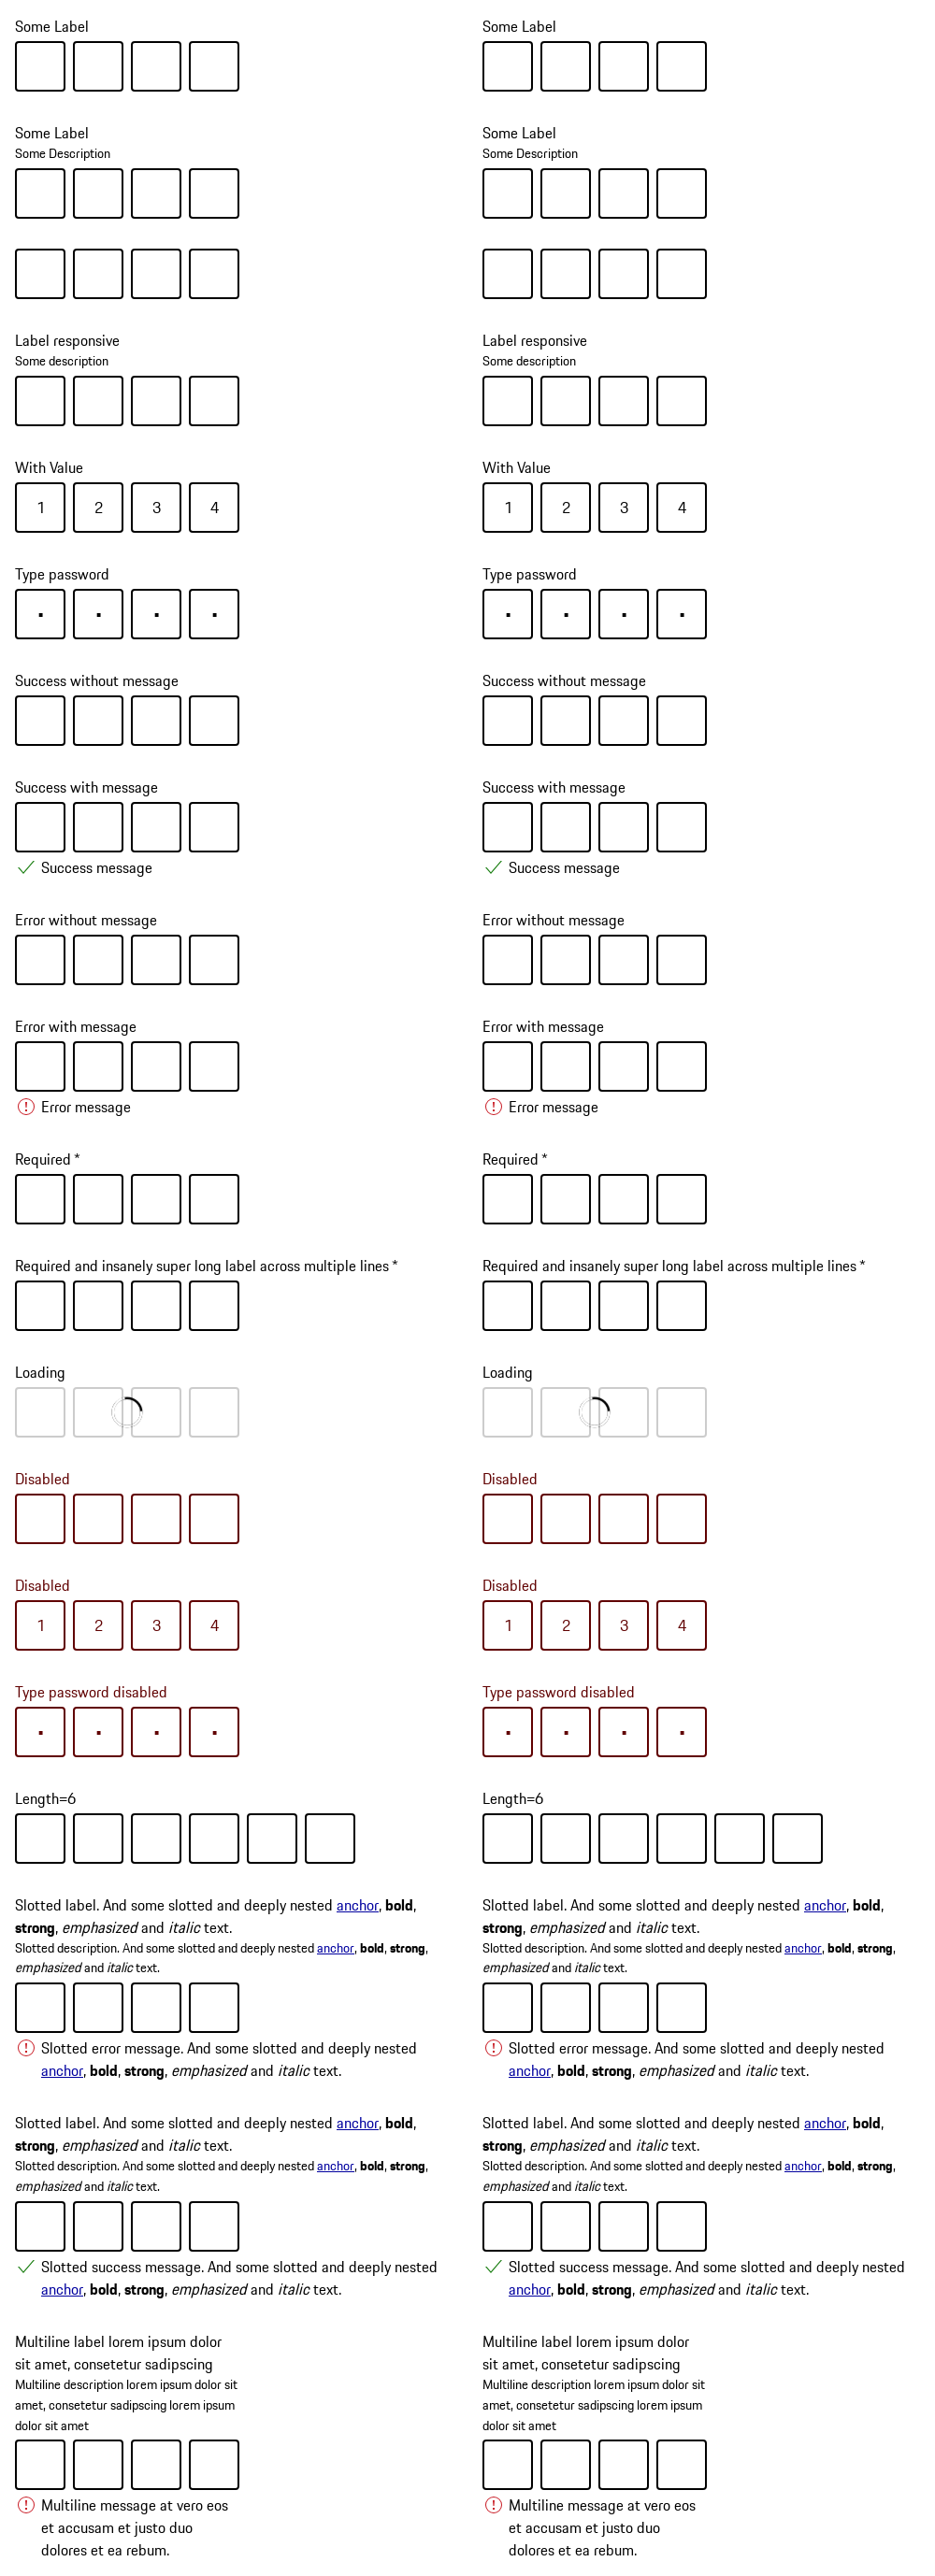 Some Label
Some Label
Some Label
Some Label
Some Description
Some Description
Label responsive
Label responsive
Some description
Some description
With Value
With Value
1 2 3 4
1 2 3 4
Type password
Type password
Success without message
Success without message
Success with message
Success with message
Success message
Success message
Error without message
Error without message
Error with message
Error with message
Error message
Error message
Required *
Required *
Required and insanely super long label across multiple lines *
Required and insanely super long label across multiple lines *
Loading
Loading
Disabled
Disabled
Disabled
Disabled
1 2 3 4
1 2 3 4
Type password disabled
Type password disabled
Length=6
Length=6
Slotted label. And some slotted and deeply nested anchor, bold,
strong, emphasized and italic text.
Slotted description. And some slotted and deeply nested anchor, bold, strong,
emphasized and italic text.
Slotted label. And some slotted and deeply nested anchor, bold,
strong, emphasized and italic text.
Slotted description. And some slotted and deeply nested anchor, bold, strong,
emphasized and italic text.
Slotted error message. And some slotted and deeply nested
anchor, bold, strong, emphasized and italic text.
Slotted error message. And some slotted and deeply nested
anchor, bold, strong, emphasized and italic text.
Slotted label. And some slotted and deeply nested anchor, bold,
strong, emphasized and italic text.
Slotted description. And some slotted and deeply nested anchor, bold, strong,
emphasized and italic text.
Slotted label. And some slotted and deeply nested anchor, bold,
strong, emphasized and italic text.
Slotted description. And some slotted and deeply nested anchor, bold, strong,
emphasized and italic text.
Slotted success message. And some slotted and deeply nested
anchor, bold, strong, emphasized and italic text.
Slotted success message. And some slotted and deeply nested
anchor, bold, strong, emphasized and italic text.
Multiline label lorem ipsum dolor
sit amet, consetetur sadipscing
Multiline description lorem ipsum dolor sit
amet, consetetur sadipscing lorem ipsum
dolor sit amet
Multiline label lorem ipsum dolor
sit amet, consetetur sadipscing
Multiline description lorem ipsum dolor sit
amet, consetetur sadipscing lorem ipsum
dolor sit amet
Multiline message at vero eos
et accusam et justo duo
dolores et ea rebum.
Multiline message at vero eos
et accusam et justo duo
dolores et ea rebum.